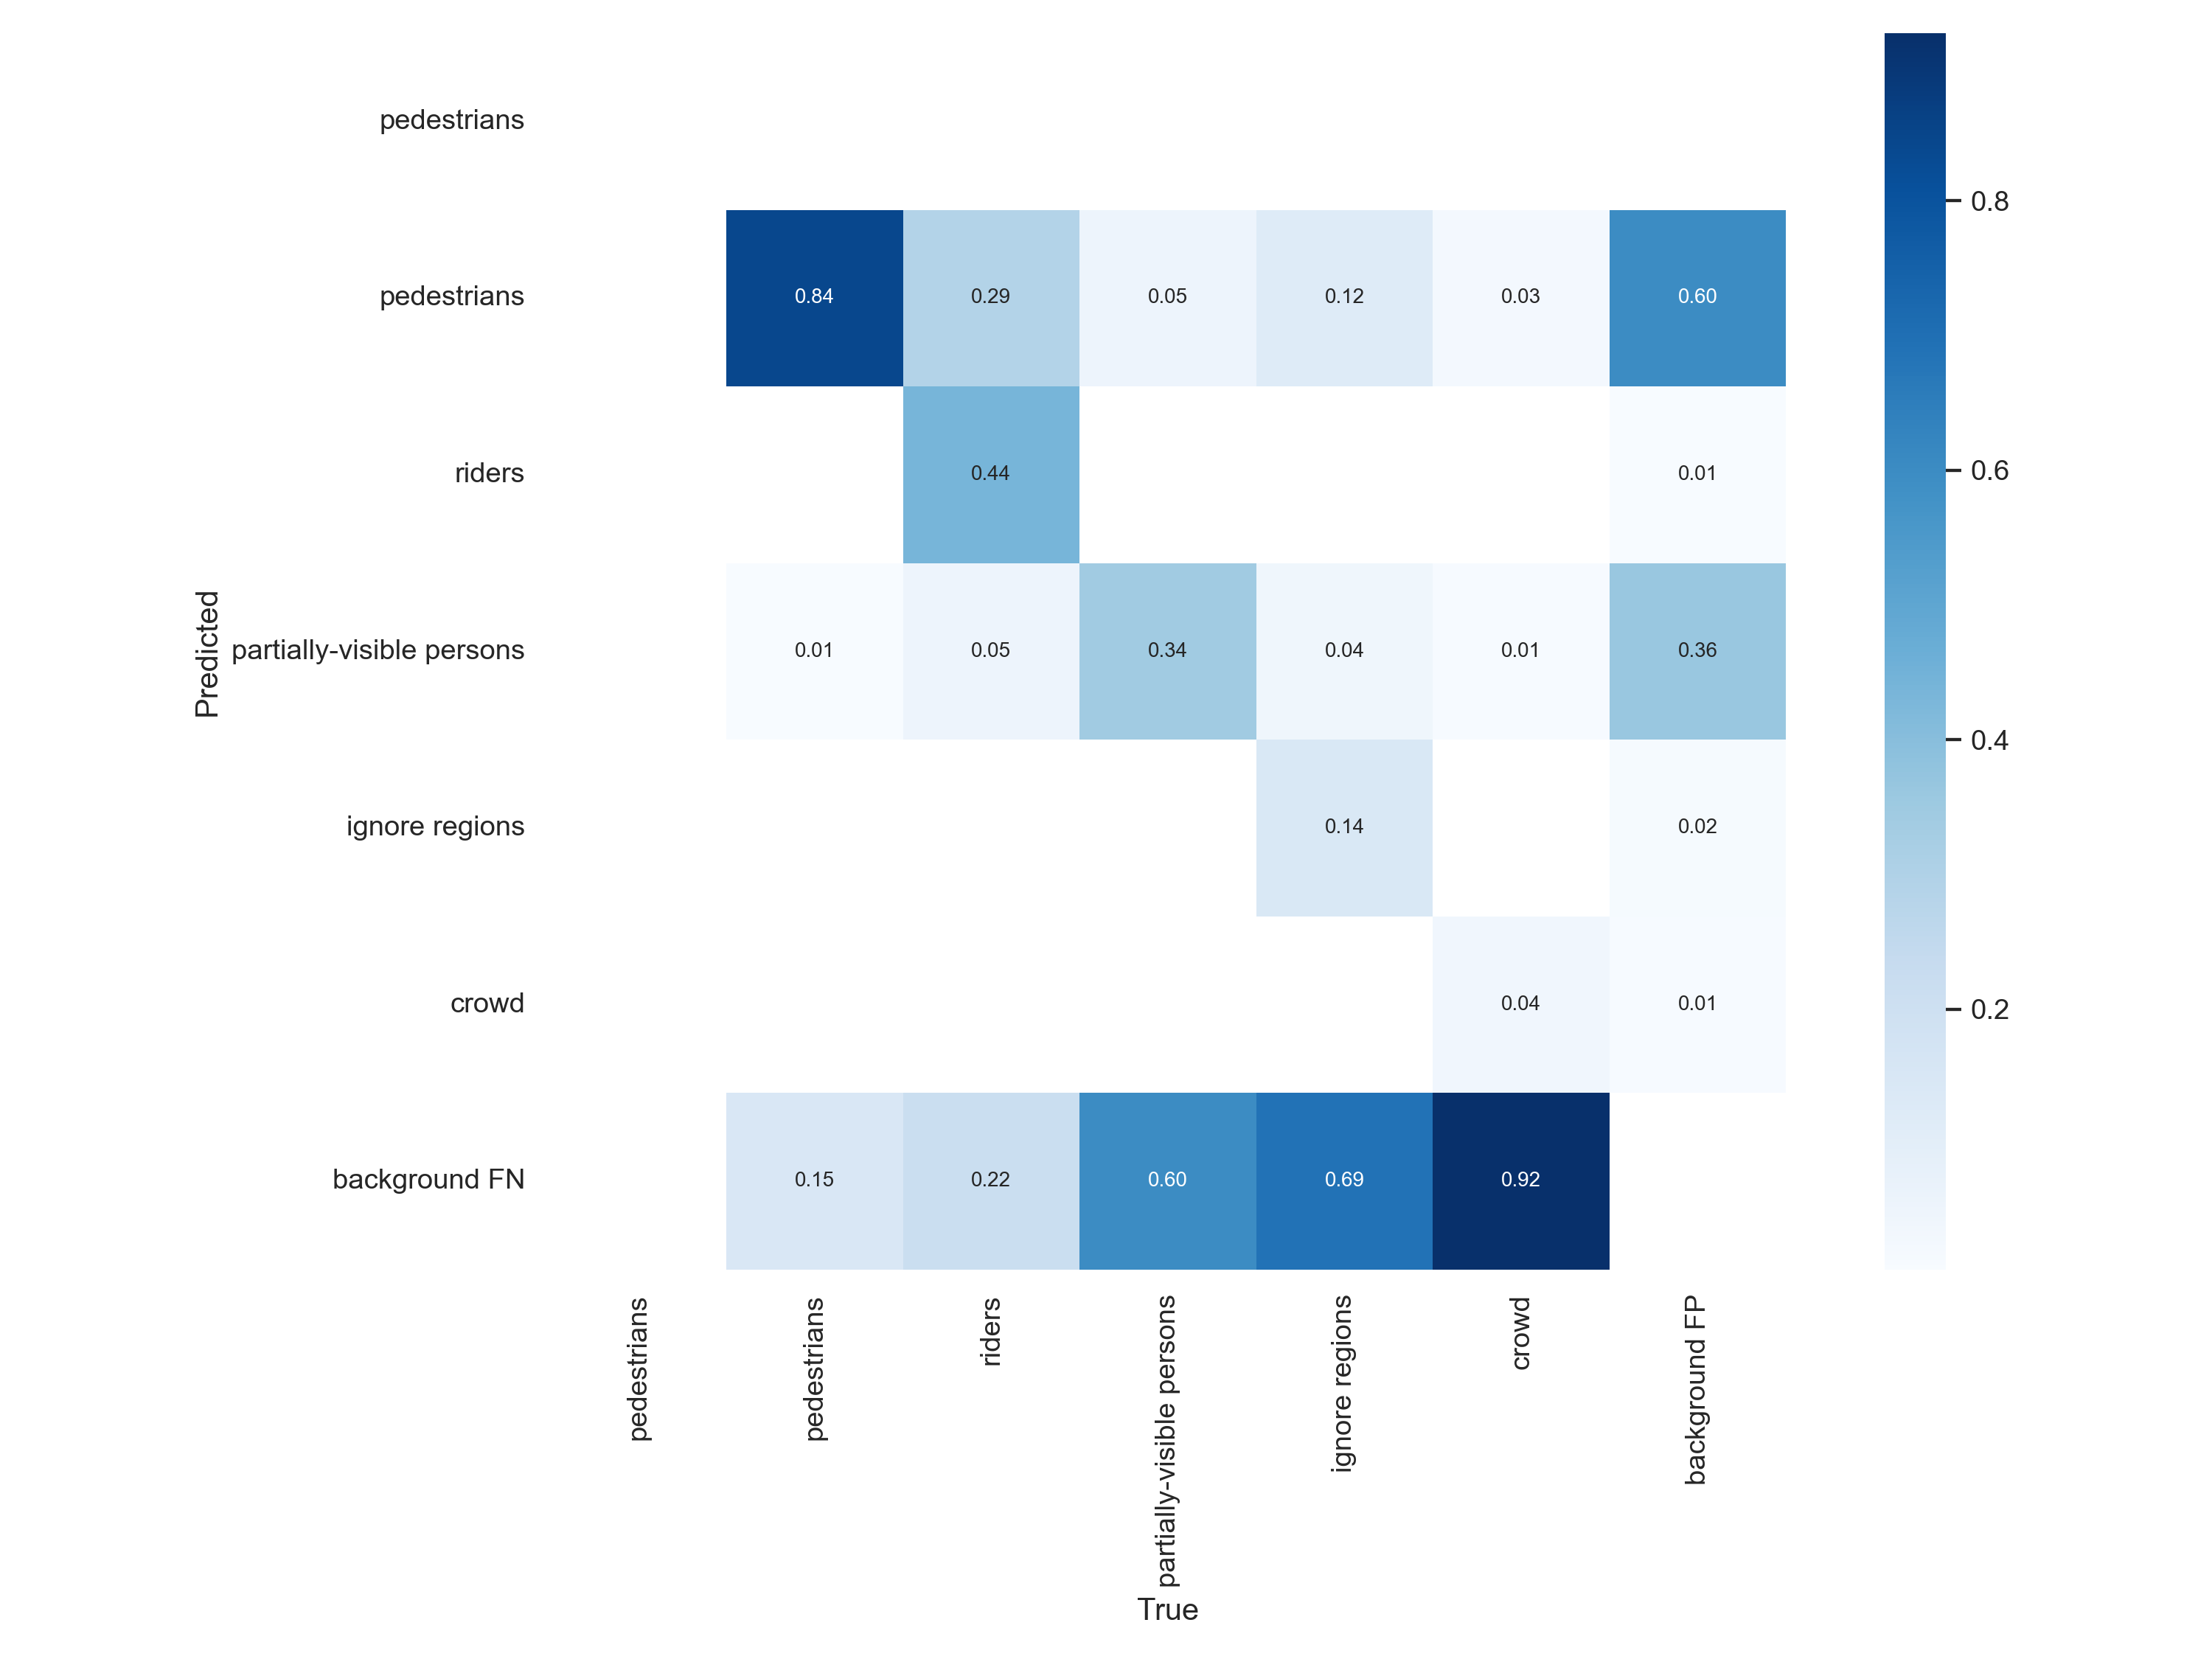 pedestrians
pedestrians 0.84 0.29 0.05 0.12 0.03 0.60
riders 0.44 0.01
partially-visible persons 0.01 0.05 0.34 0.04 0.01 0.36
ignore regions 0.14 0.02
crowd 0.04 0.01
background FN 0.15 0.22 0.60 0.69 0.92
Predicted
pedestrians
pedestrians
riders
partially-visible persons
ignore regions
crowd
background FP
True
0.8
0.6
0.4
0.2